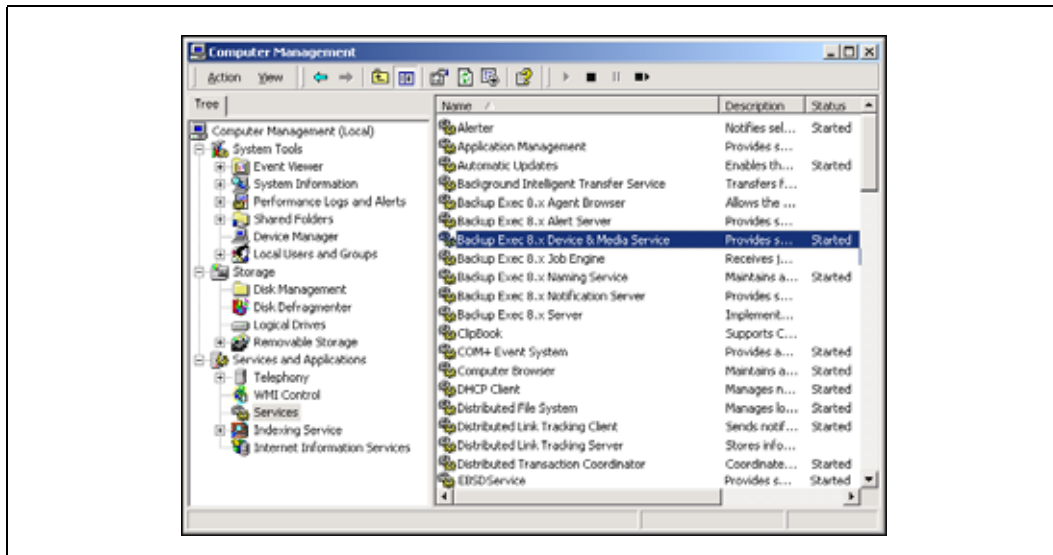 Computer Management
Action View
Tree
Computer Management (Local)
System Tools
Event Viewer
System Information
Performance Logs and Alerts
Shared Folders
Device Manager
Local Users and Groups
Storage
Disk Management
Disk Defragmenter
Logical Drives
Removable Storage
Services and Applications
Telephony
WMI Control
Services
Indexing Service
Internet Information Services
Name Description Status
Alerter Notifies sel... Started
Application Management Provides s...
Automatic Updates Enables th... Started
Background Intelligent Transfer Service Transfers f...
Backup Exec 8.x Agent Browser Allows the ...
Backup Exec 8.x Alert Server Provides s...
Backup Exec 8.x Device & Media Service Provides s... Started
Backup Exec 8.x Job Engine Receives j...
Backup Exec 8.x Naming Service Maintains a... Started
Backup Exec 8.x Notification Server Provides s...
Backup Exec 8.x Server Implement...
ClipBook Supports C...
COM+ Event System Provides a... Started
Computer Browser Maintains a... Started
DHCP Client Manages n... Started
Distributed File System Manages lo... Started
Distributed Link Tracking Client Sends notif... Started
Distributed Link Tracking Server Stores info...
Distributed Transaction Coordinator Coordinate... Started
EBSDService Provides s... Started